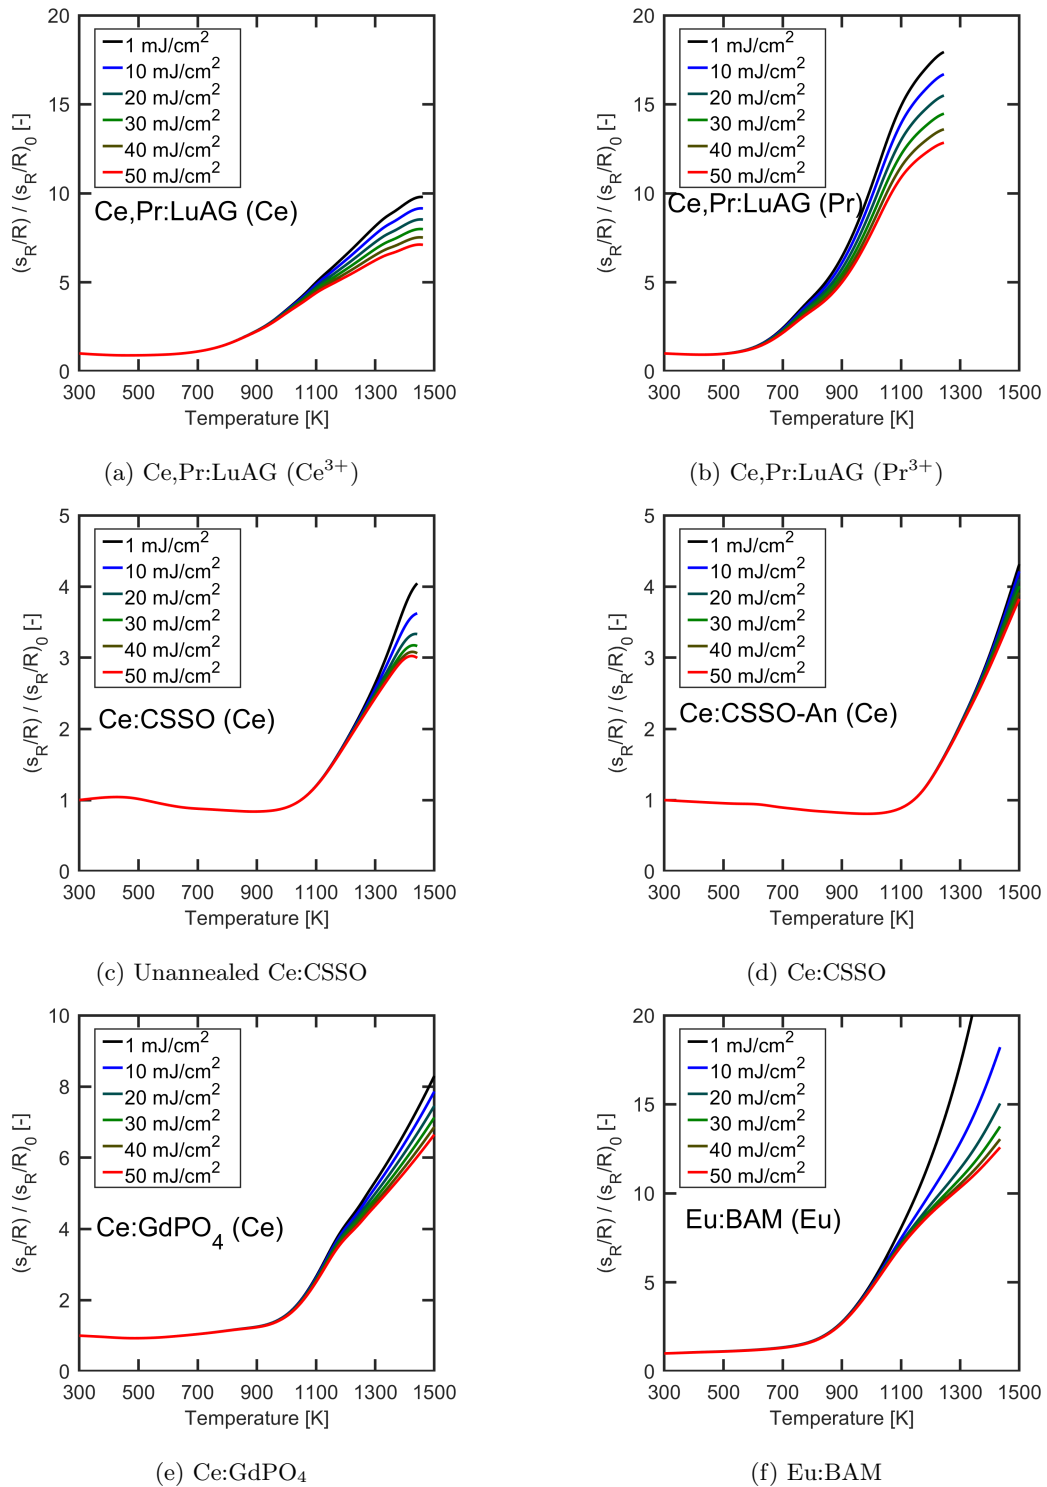 20
15
10
5
0
(s_R/R) / (s_R/R)_0 [-]
1 mJ/cm²
10 mJ/cm²
20 mJ/cm²
30 mJ/cm²
40 mJ/cm²
50 mJ/cm²
Ce,Pr:LuAG (Ce)
300 500 700 900 1100 1300 1500
Temperature [K]
(a) Ce,Pr:LuAG (Ce³⁺)
20
15
10
5
0
(s_R/R) / (s_R/R)_0 [-]
1 mJ/cm²
10 mJ/cm²
20 mJ/cm²
30 mJ/cm²
40 mJ/cm²
50 mJ/cm²
Ce,Pr:LuAG (Pr)
300 500 700 900 1100 1300 1500
Temperature [K]
(b) Ce,Pr:LuAG (Pr³⁺)
5
4
3
2
1
0
(s_R/R) / (s_R/R)_0 [-]
1 mJ/cm²
10 mJ/cm²
20 mJ/cm²
30 mJ/cm²
40 mJ/cm²
50 mJ/cm²
Ce:CSSO (Ce)
300 500 700 900 1100 1300 1500
Temperature [K]
(c) Unannealed Ce:CSSO
5
4
3
2
1
0
(s_R/R) / (s_R/R)_0 [-]
1 mJ/cm²
10 mJ/cm²
20 mJ/cm²
30 mJ/cm²
40 mJ/cm²
50 mJ/cm²
Ce:CSSO-An (Ce)
300 500 700 900 1100 1300 1500
Temperature [K]
(d) Ce:CSSO
10
8
6
4
2
0
(s_R/R) / (s_R/R)_0 [-]
1 mJ/cm²
10 mJ/cm²
20 mJ/cm²
30 mJ/cm²
40 mJ/cm²
50 mJ/cm²
Ce:GdPO₄ (Ce)
300 500 700 900 1100 1300 1500
Temperature [K]
(e) Ce:GdPO₄
20
15
10
5
0
(s_R/R) / (s_R/R)_0 [-]
1 mJ/cm²
10 mJ/cm²
20 mJ/cm²
30 mJ/cm²
40 mJ/cm²
50 mJ/cm²
Eu:BAM (Eu)
300 500 700 900 1100 1300 1500
Temperature [K]
(f) Eu:BAM